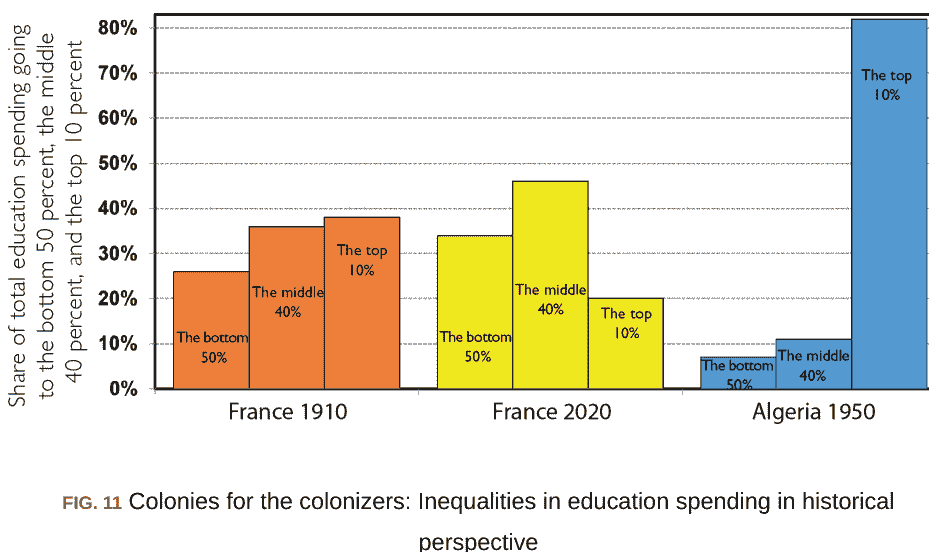 Share of total education spending going
to the bottom 50 percent, the middle
40 percent, and the top 10 percent
80%
70%
60%
50%
40%
30%
20%
10%
0%
The bottom
50%
The middle
40%
The top
10%
The bottom
50%
The middle
40%
The top
10%
The bottom
50%
The middle
40%
The top
10%
France 1910
France 2020
Algeria 1950
FIG. 11 Colonies for the colonizers: Inequalities in education spending in historical
perspective